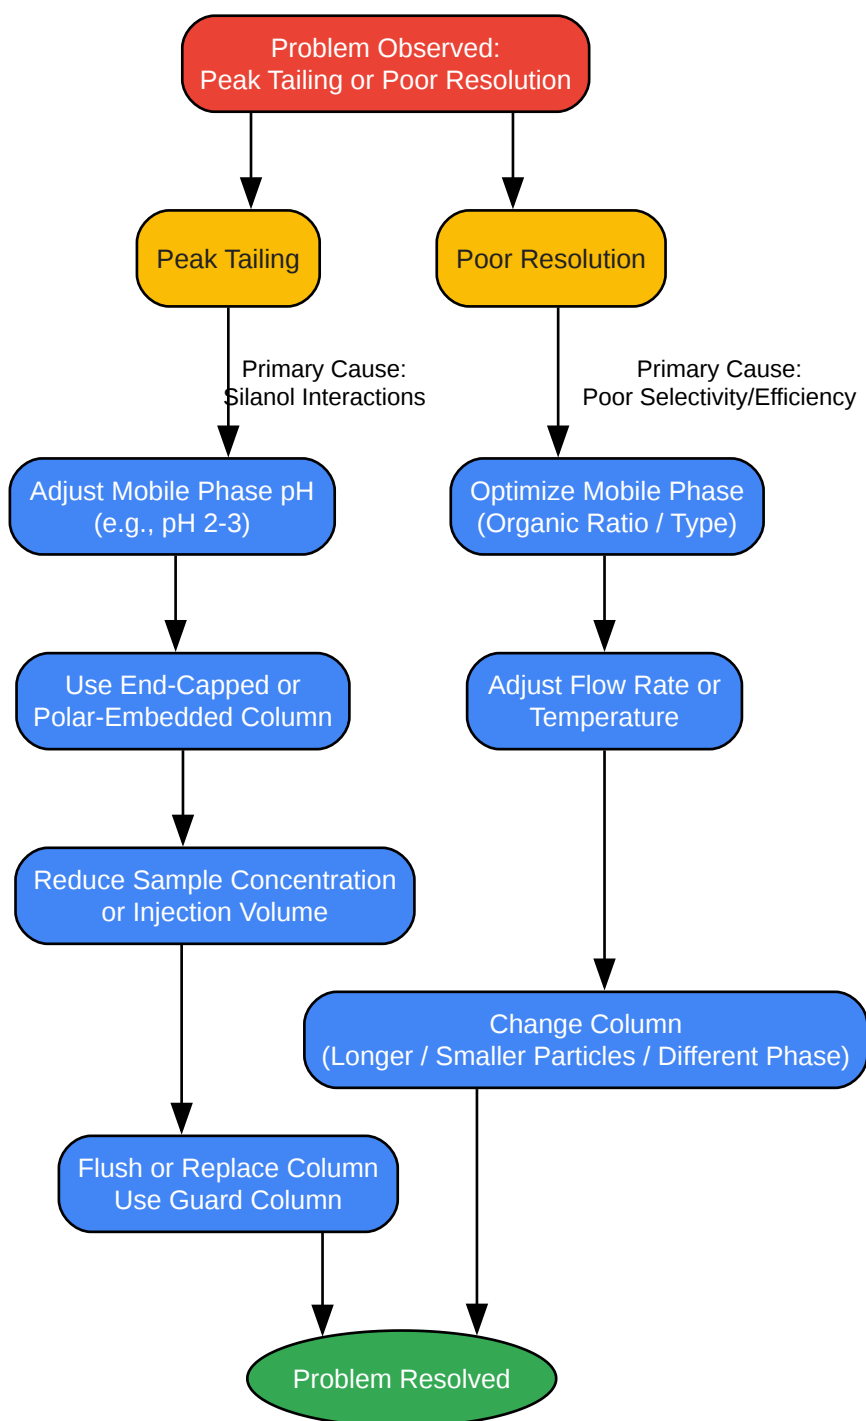 Problem Observed:
Peak Tailing or Poor Resolution
Peak Tailing
Poor Resolution
Primary Cause:
Silanol Interactions
Primary Cause:
Poor Selectivity/Efficiency
Adjust Mobile Phase pH
(e.g., pH 2-3)
Optimize Mobile Phase
(Organic Ratio / Type)
Use End-Capped or
Polar-Embedded Column
Adjust Flow Rate or
Temperature
Reduce Sample Concentration
or Injection Volume
Change Column
(Longer / Smaller Particles / Different Phase)
Flush or Replace Column
Use Guard Column
Problem Resolved